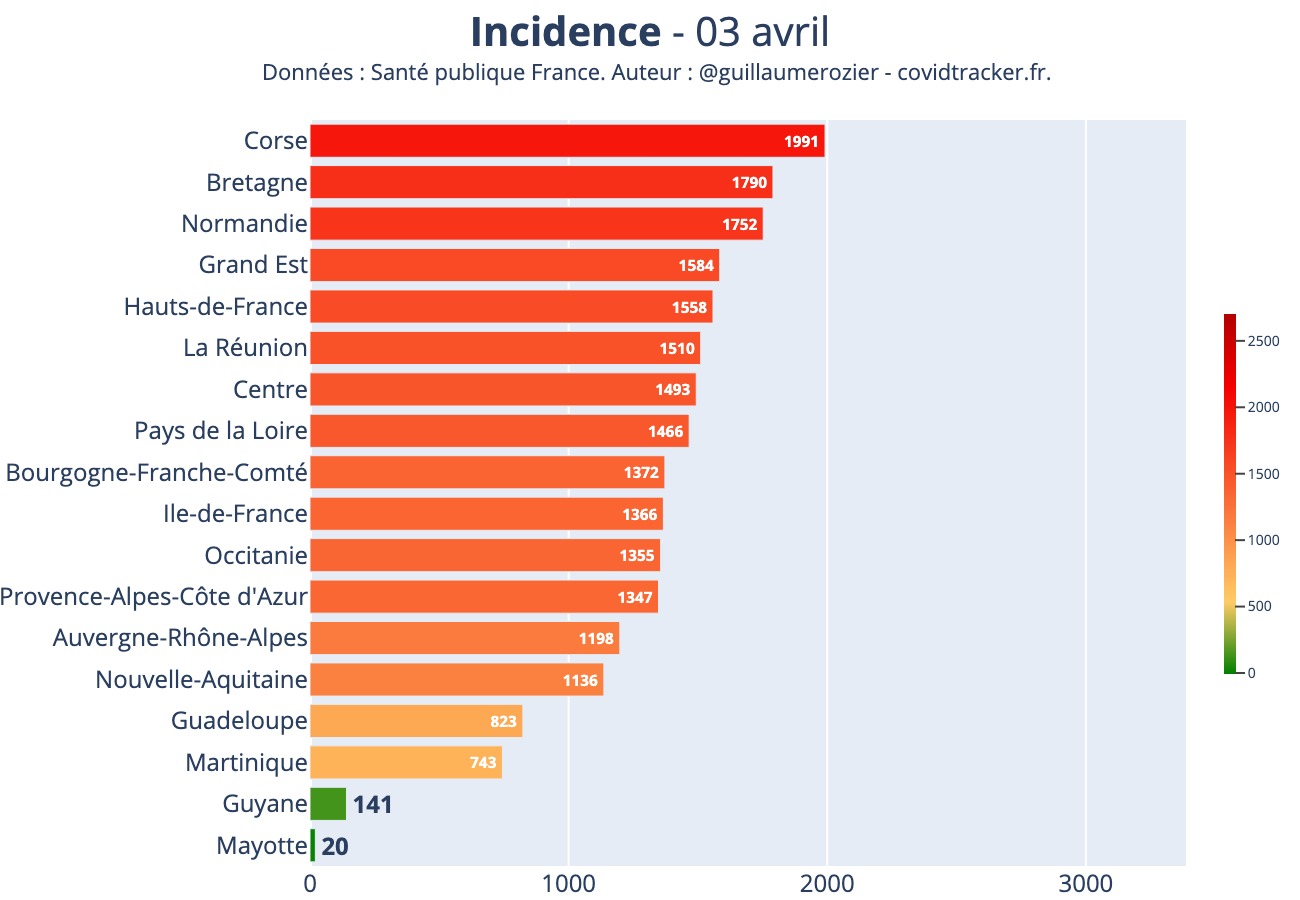 Incidence - 03 avril
Données : Santé publique France. Auteur : @guillaumerozier - covidtracker.fr.
Corse 1991
Bretagne 1790
Normandie 1752
Grand Est 1584
Hauts-de-France 1558
La Réunion 1510
Centre 1493
Pays de la Loire 1466
Bourgogne-Franche-Comté 1372
Ile-de-France 1366
Occitanie 1355
Provence-Alpes-Côte d'Azur 1347
Auvergne-Rhône-Alpes 1198
Nouvelle-Aquitaine 1136
Guadeloupe 823
Martinique 743
Guyane 141
Mayotte 20
0 1000 2000 3000
2500
2000
1500
1000
500
0